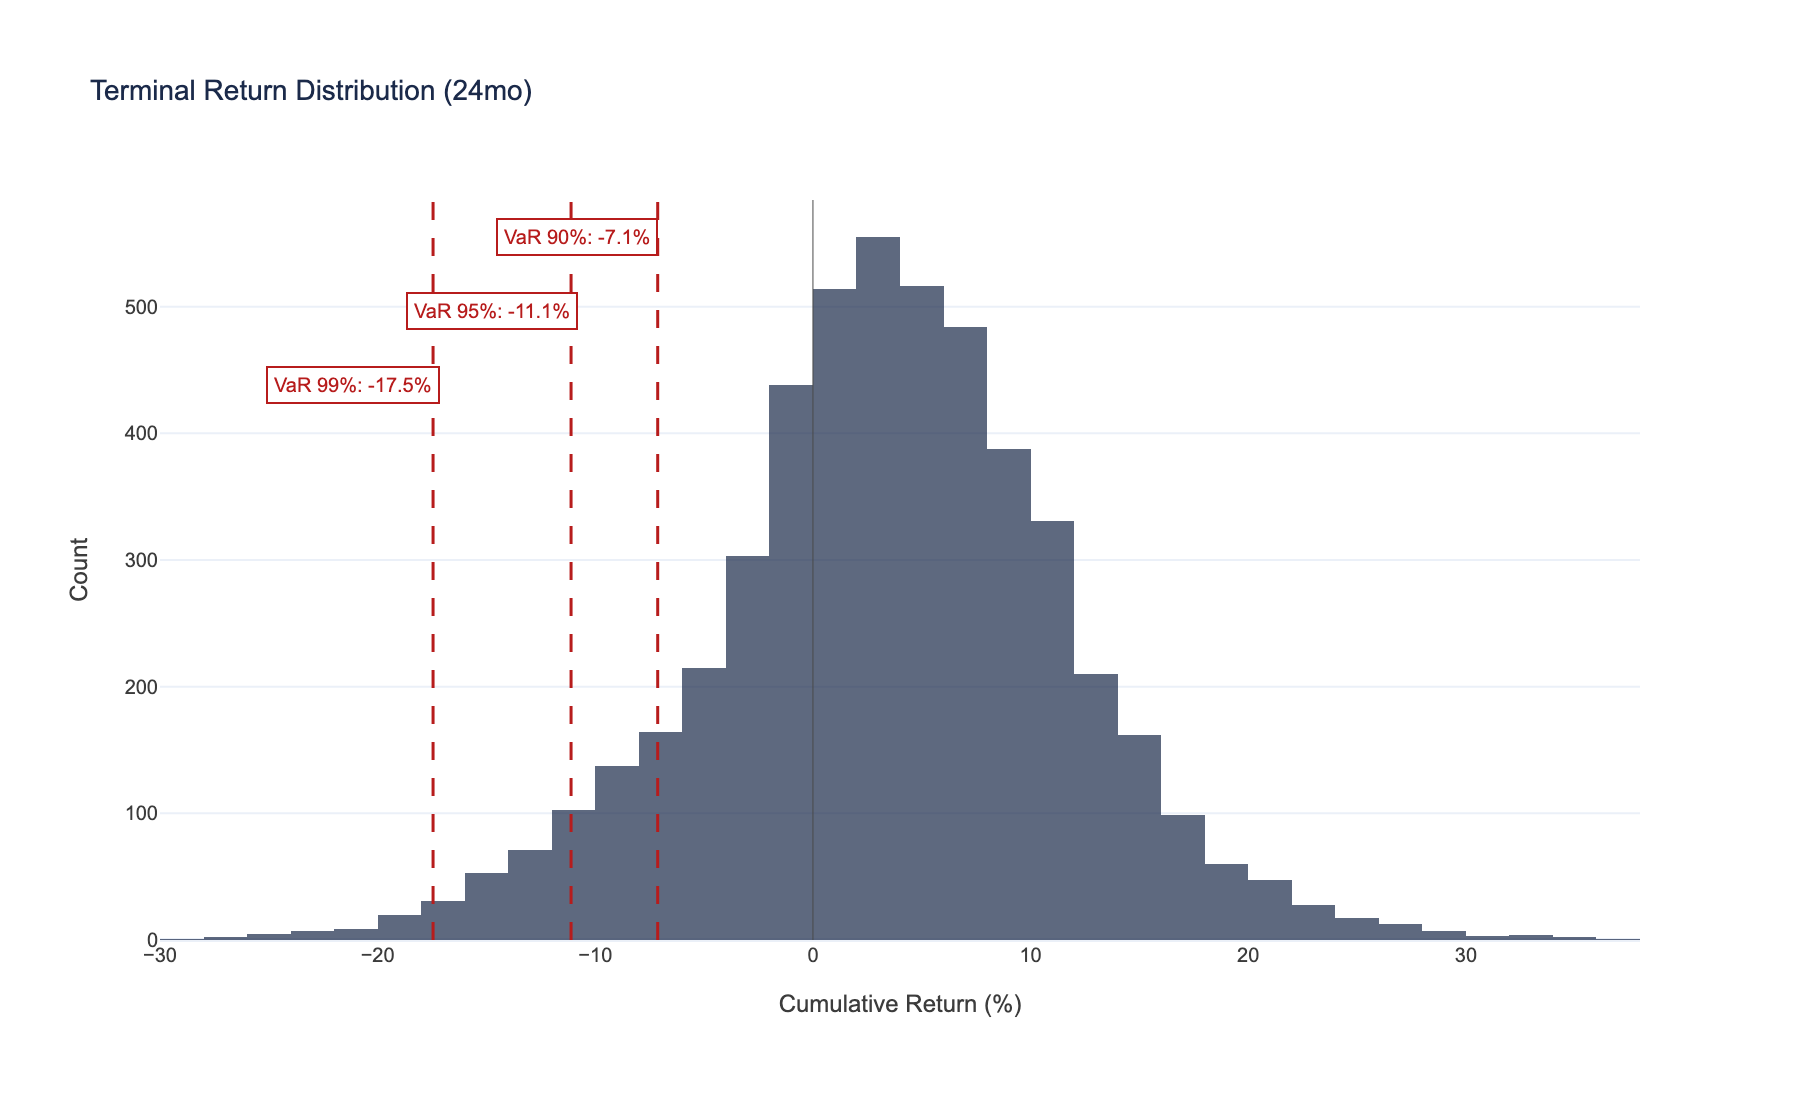 Terminal Return Distribution (24mo)
VaR 90%: -7.1%
VaR 95%: -11.1%
VaR 99%: -17.5%
500
400
300
200
100
0
Count
−30 −20 −10 0 10 20 30
Cumulative Return (%)